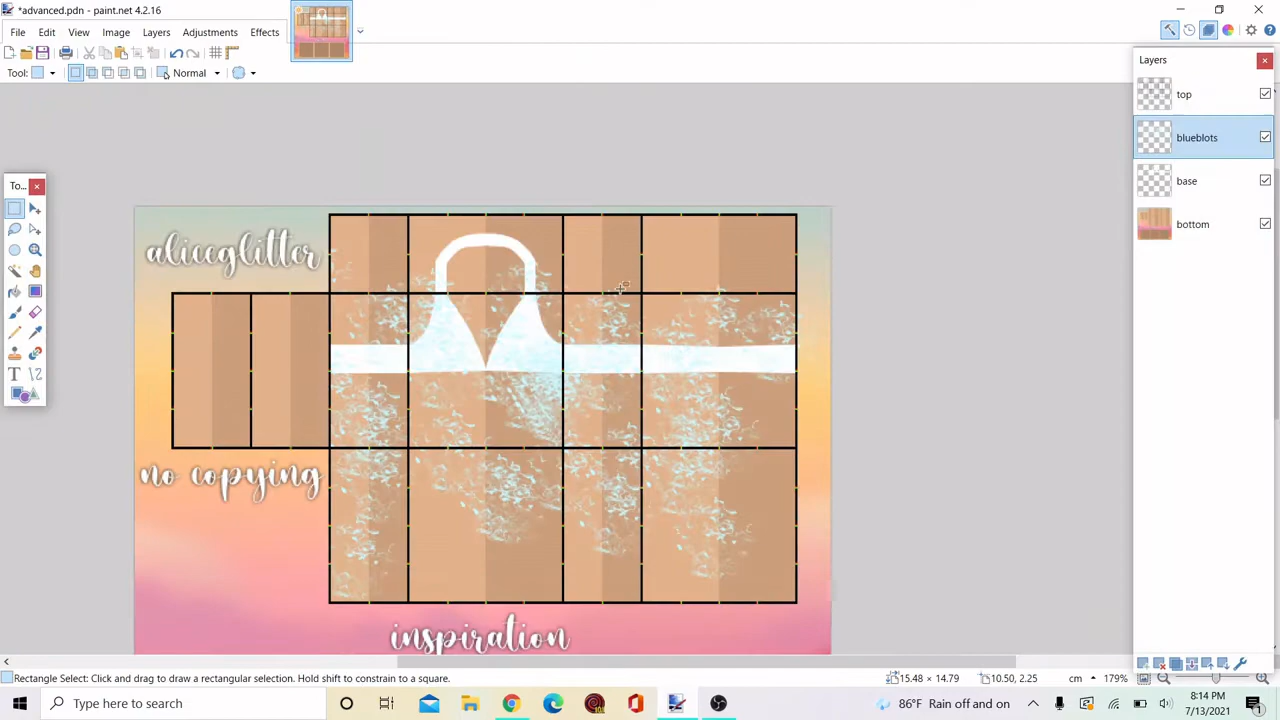 *advanced.pdn - paint.net 4.2.16
File Edit View Image Layers Adjustments Effects
Tool: Normal
Layers
top
blueblots
base
bottom
To...
aliceglitter
no copying
inspiration
Rectangle Select: Click and drag to draw a rectangular selection. Hold shift to constrain to a square.
15.48 × 14.79
10.50, 2.25
cm
179%
Type here to search
86°F Rain off and on
8:14 PM
7/13/2021
1